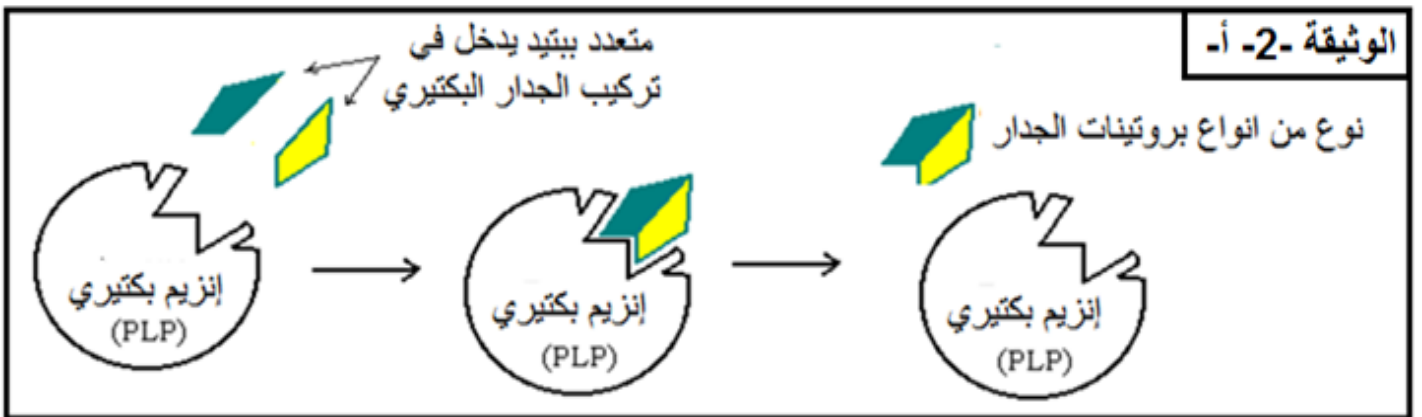 الوثيقة -2- أ-
متعدد ببتيد يدخل في
تركيب الجدار البكتيري
نوع من انواع بروتينات الجدار
إنزيم بكتيري
(PLP)
إنزيم بكتيري
(PLP)
إنزيم بكتيري
(PLP)